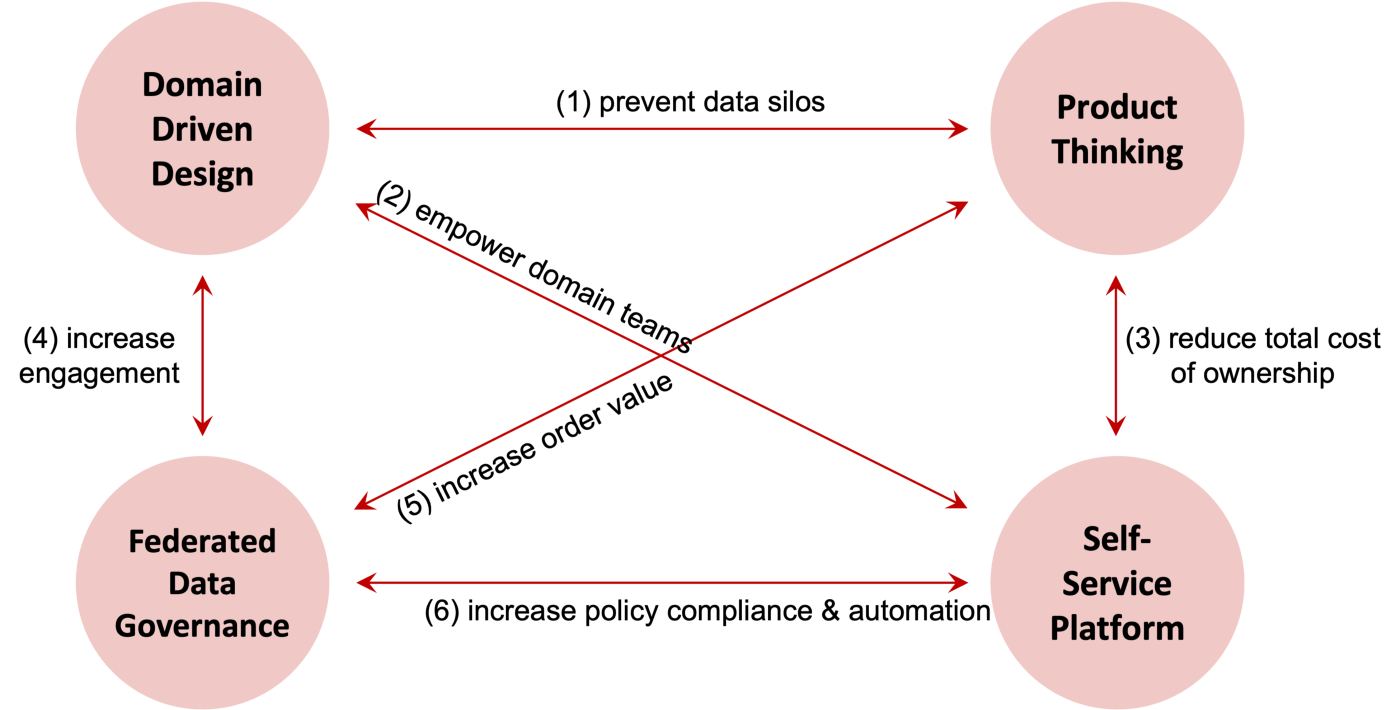 Domain
Driven
Design
(1) prevent data silos
Product
Thinking
(2) empower domain teams
(4) increase
engagement
(3) reduce total cost
of ownership
(5) increase order value
Federated
Data
Governance
(6) increase policy compliance & automation
Self-
Service
Platform